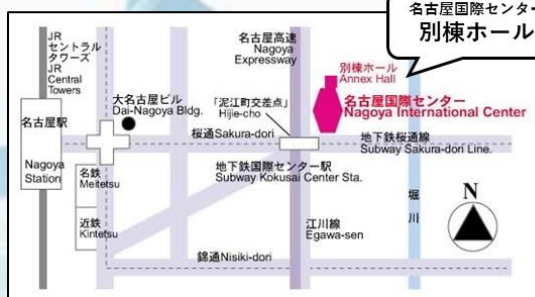 名古屋国際センター
別棟ホール
JR
セントラル
タワーズ
JR
Central
Towers
名古屋駅
Nagoya
Station
大名古屋ビル
Dai-Nagoya Bldg.
名鉄
Meitetsu
近鉄
Kintetsu
名古屋高速
Nagoya
Expressway
「泥江町交差点」
Hijie-cho
桜通Sakura-dori
別棟ホール
Annex Hall
名古屋国際センター
Nagoya International Center
地下鉄桜通線
Subway Sakura-dori Line.
地下鉄国際センター駅
Subway Kokusai Center Sta.
江川線
Egawa-sen
堀川
N
錦通Nisiki-dori